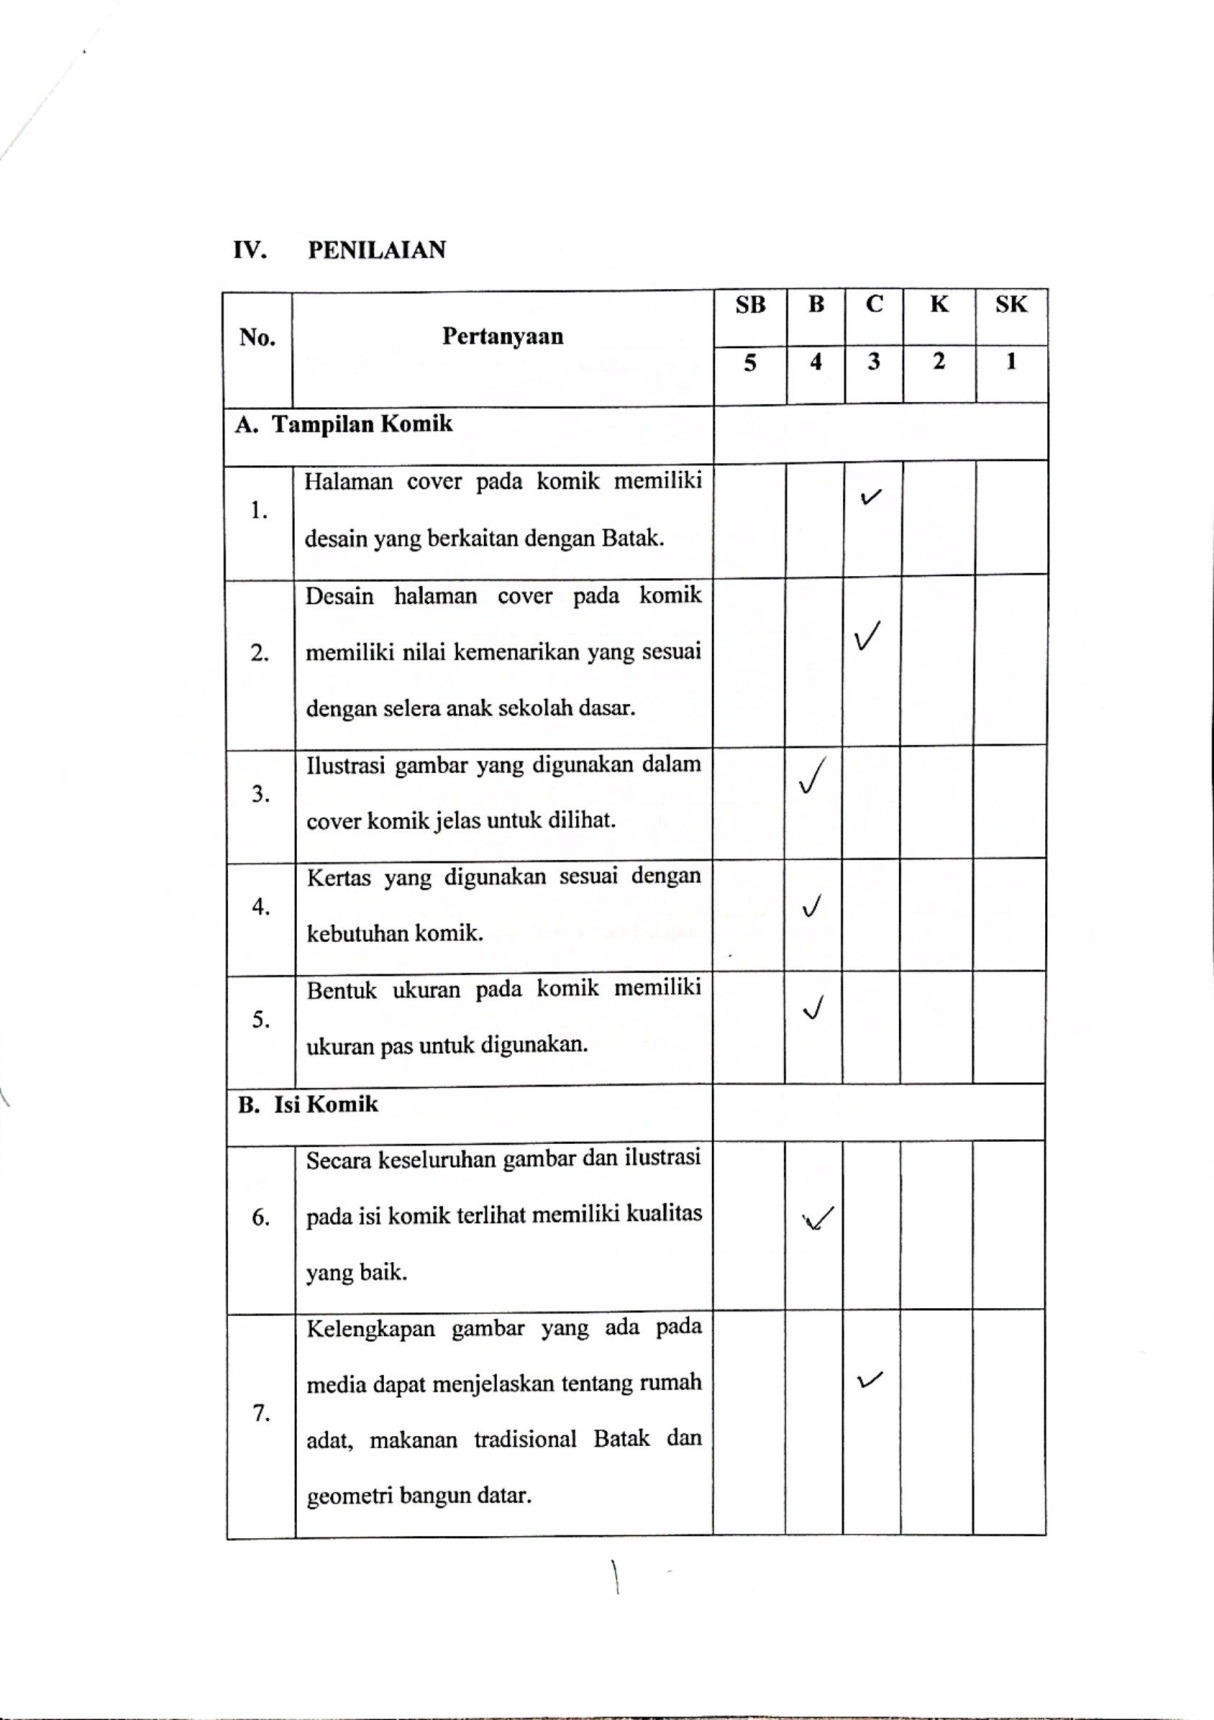 IV. PENILAIAN
No. Pertanyaan SB B C K SK
5 4 3 2 1
A. Tampilan Komik
1. Halaman cover pada komik memiliki
desain yang berkaitan dengan Batak.
✓
2. Desain halaman cover pada komik
memiliki nilai kemenarikan yang sesuai
dengan selera anak sekolah dasar.
✓
3. Ilustrasi gambar yang digunakan dalam
cover komik jelas untuk dilihat.
✓
4. Kertas yang digunakan sesuai dengan
kebutuhan komik.
✓
5. Bentuk ukuran pada komik memiliki
ukuran pas untuk digunakan.
✓
B. Isi Komik
6. Secara keseluruhan gambar dan ilustrasi
pada isi komik terlihat memiliki kualitas
yang baik.
✓
7. Kelengkapan gambar yang ada pada
media dapat menjelaskan tentang rumah
adat, makanan tradisional Batak dan
geometri bangun datar.
✓